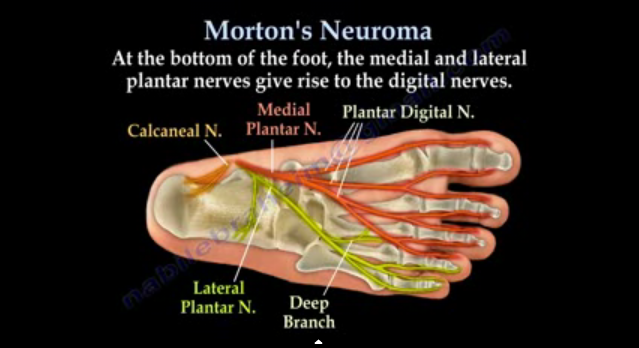 Morton's Neuroma
At the bottom of the foot, the medial and lateral
plantar nerves give rise to the digital nerves.
Medial
Plantar N.
Plantar Digital N.
Calcaneal N.
Lateral
Plantar N.
Deep
Branch